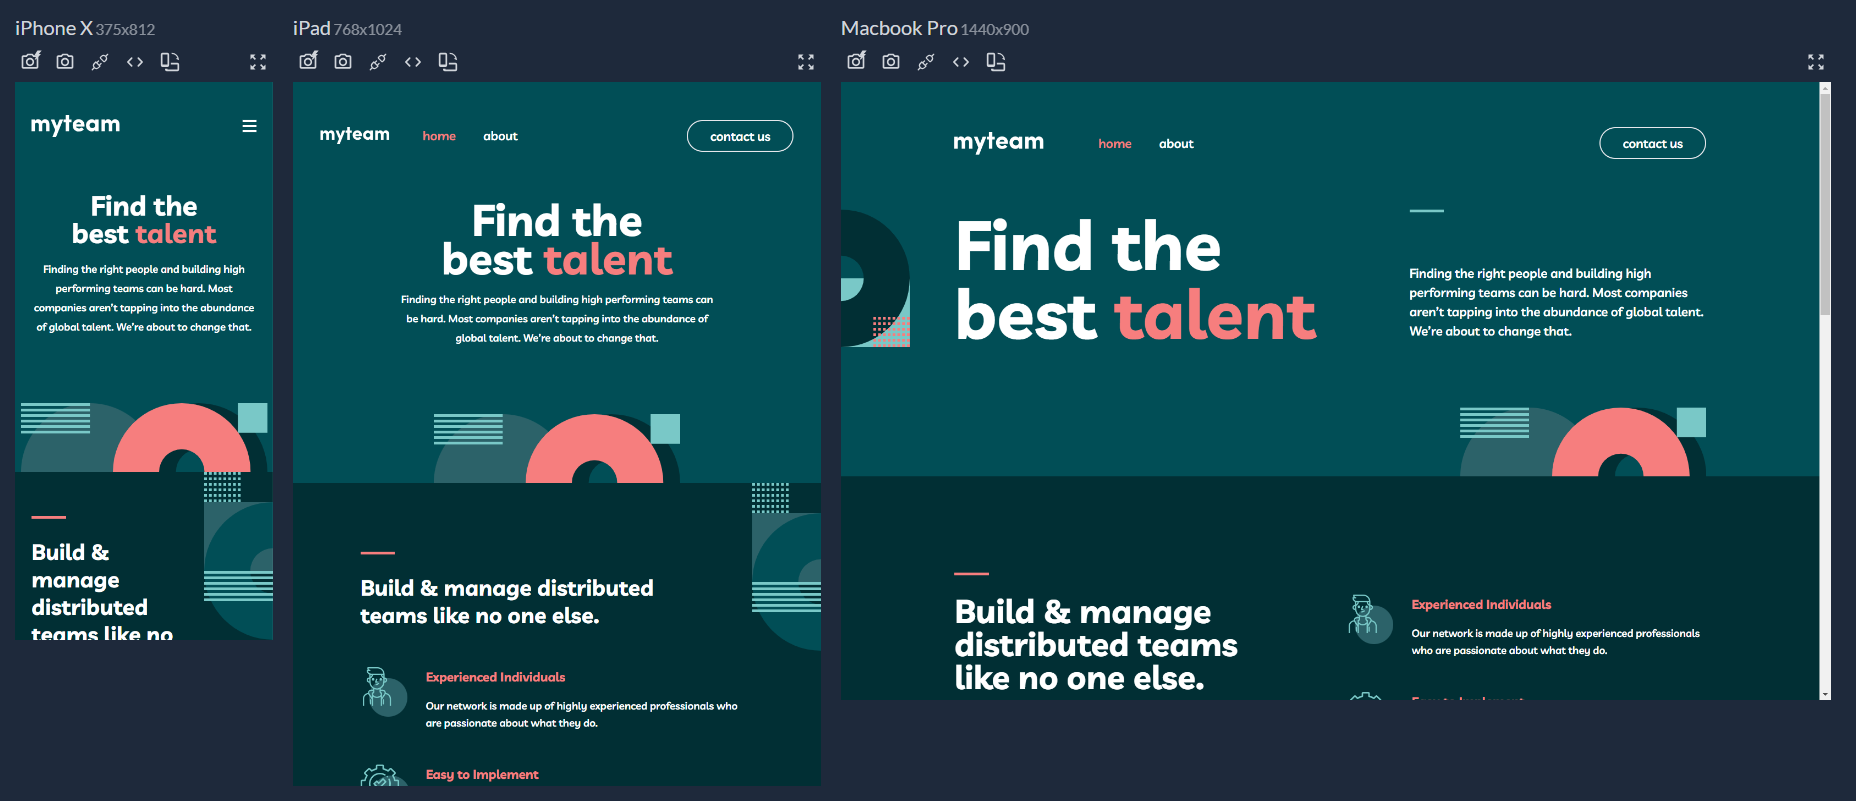 iPhone X 375x812
myteam
Find the
best talent
Finding the right people and building high
performing teams can be hard. Most
companies aren't tapping into the abundance
of global talent. We're about to change that.
Build &
manage
distributed
teams like no
iPad 768x1024
myteam home about contact us
Find the
best talent
Finding the right people and building high performing teams can
be hard. Most companies aren't tapping into the abundance of
global talent. We're about to change that.
Build & manage distributed
teams like no one else.
Experienced Individuals
Our network is made up of highly experienced professionals who
are passionate about what they do.
Easy to Implement
Macbook Pro 1440x900
myteam home about contact us
Find the
best talent
Finding the right people and building high
performing teams can be hard. Most companies
aren't tapping into the abundance of global talent.
We're about to change that.
Build & manage
distributed teams
like no one else.
Experienced Individuals
Our network is made up of highly experienced professionals
who are passionate about what they do.